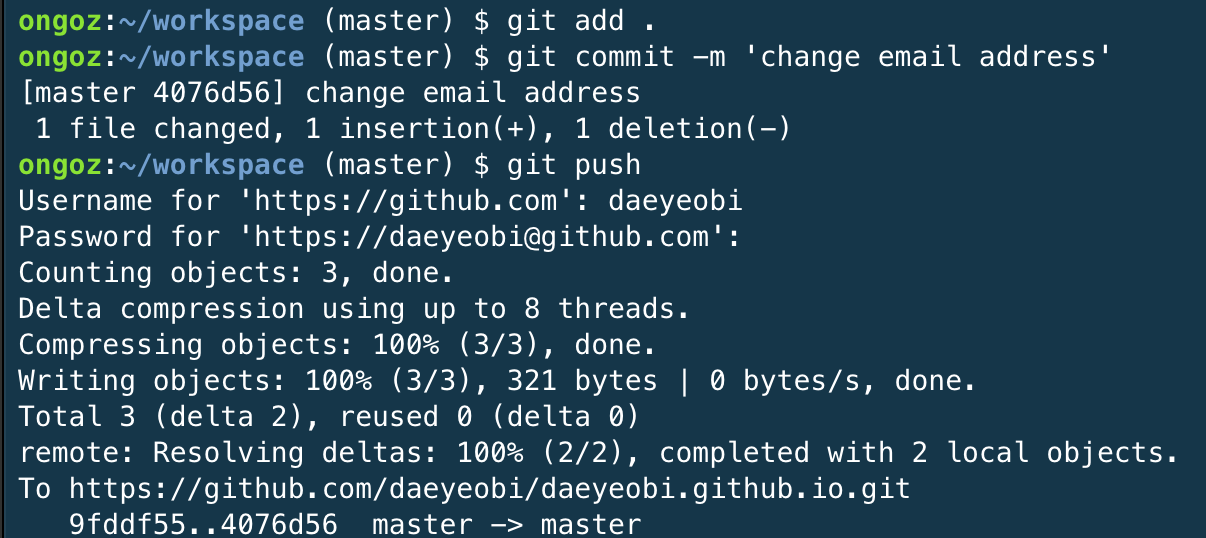 ongoz:~/workspace (master) $ git add .
ongoz:~/workspace (master) $ git commit -m 'change email address'
[master 4076d56] change email address
 1 file changed, 1 insertion(+), 1 deletion(-)
ongoz:~/workspace (master) $ git push
Username for 'https://github.com': daeyeobi
Password for 'https://daeyeobi@github.com':
Counting objects: 3, done.
Delta compression using up to 8 threads.
Compressing objects: 100% (3/3), done.
Writing objects: 100% (3/3), 321 bytes | 0 bytes/s, done.
Total 3 (delta 2), reused 0 (delta 0)
remote: Resolving deltas: 100% (2/2), completed with 2 local objects.
To https://github.com/daeyeobi/daeyeobi.github.io.git
   9fddf55..4076d56  master -> master